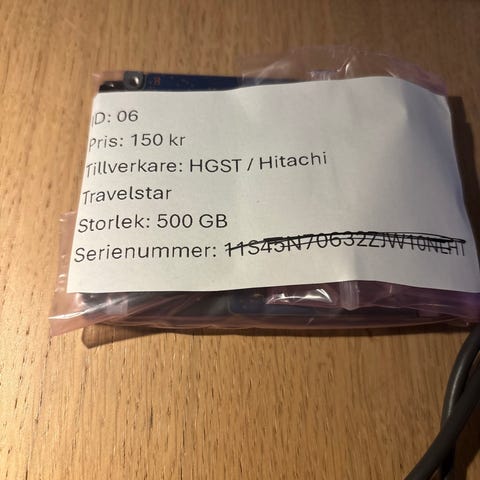 ID: 06
Pris: 150 kr
Tillverkare: HGST / Hitachi
Travelstar
Storlek: 500 GB
Serienummer: